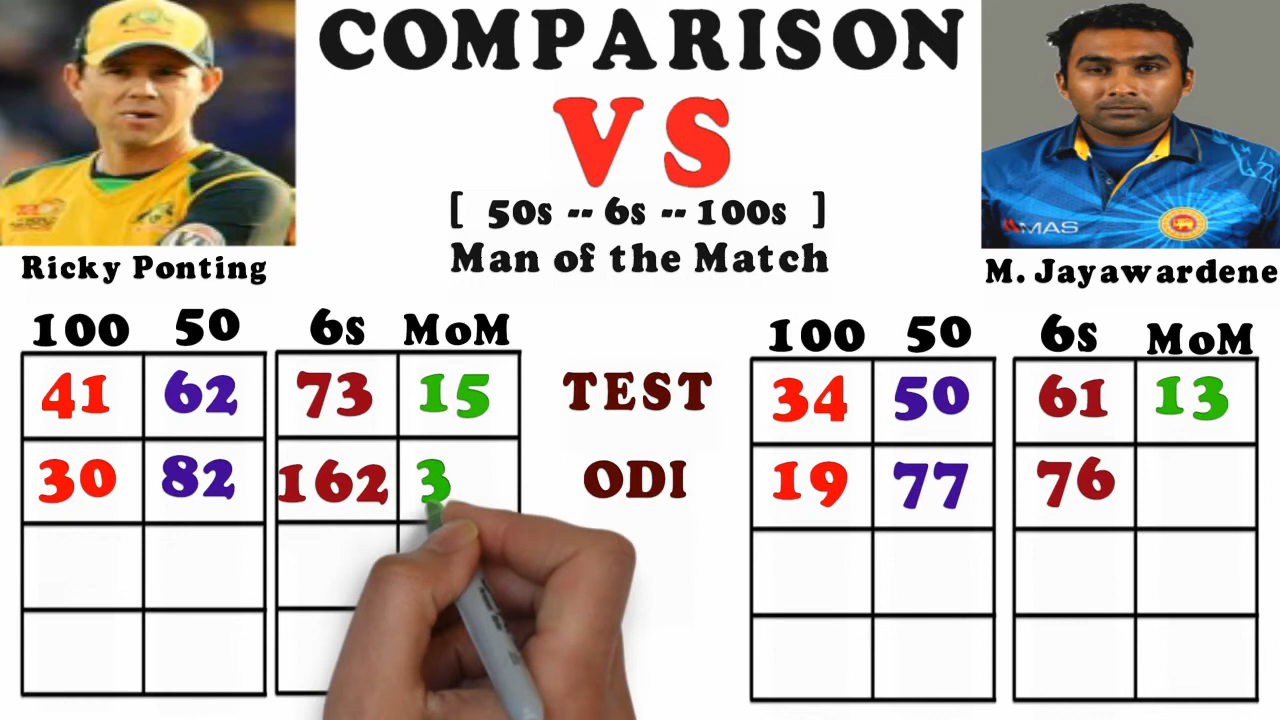 COMPARISON
VS
[ 50s -- 6s -- 100s ]
Man of the Match
Ricky Ponting
M. Jayawardene
MAS
100 50 6s MoM
41 62 73 15
30 82 162 3
TEST
ODI
100 50 6s MoM
34 50 61 13
19 77 76